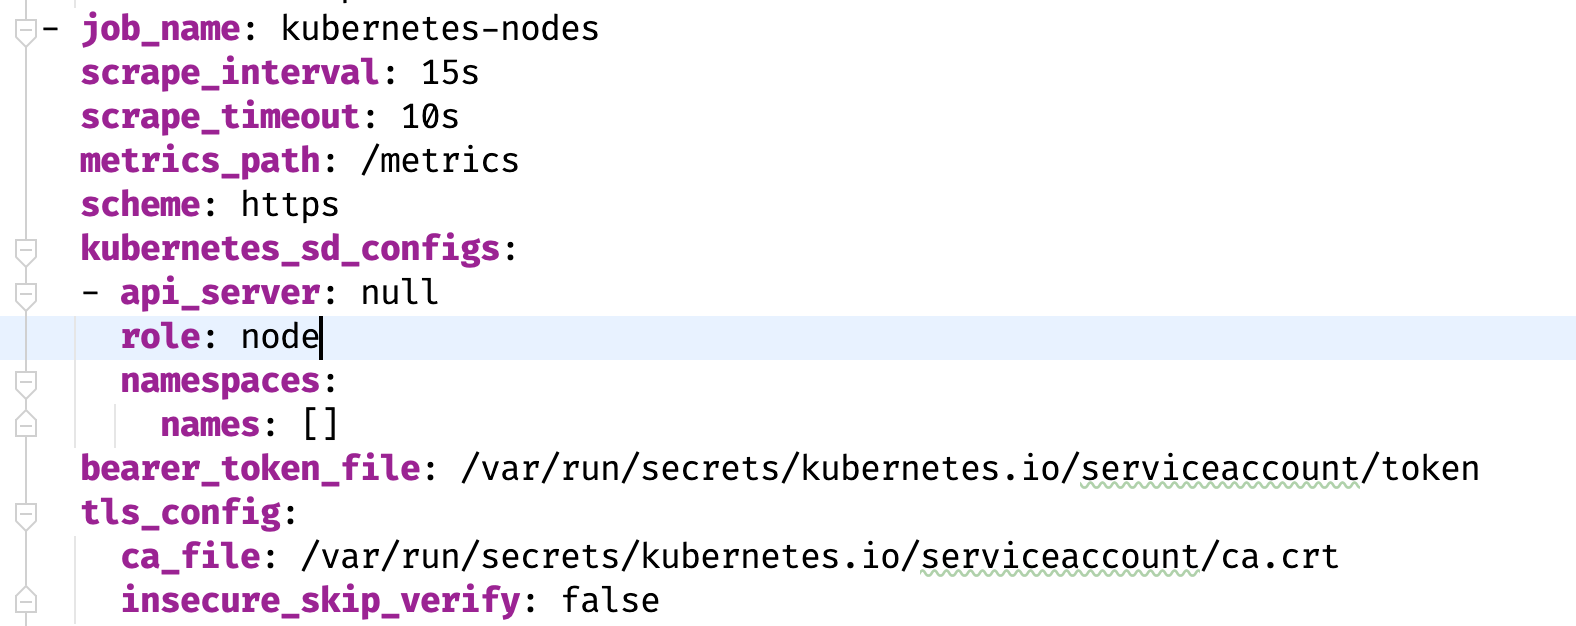 - job_name: kubernetes-nodes
scrape_interval: 15s
scrape_timeout: 10s
metrics_path: /metrics
scheme: https
kubernetes_sd_configs:
- api_server: null
role: node
namespaces:
names: []
bearer_token_file: /var/run/secrets/kubernetes.io/serviceaccount/token
tls_config:
ca_file: /var/run/secrets/kubernetes.io/serviceaccount/ca.crt
insecure_skip_verify: false